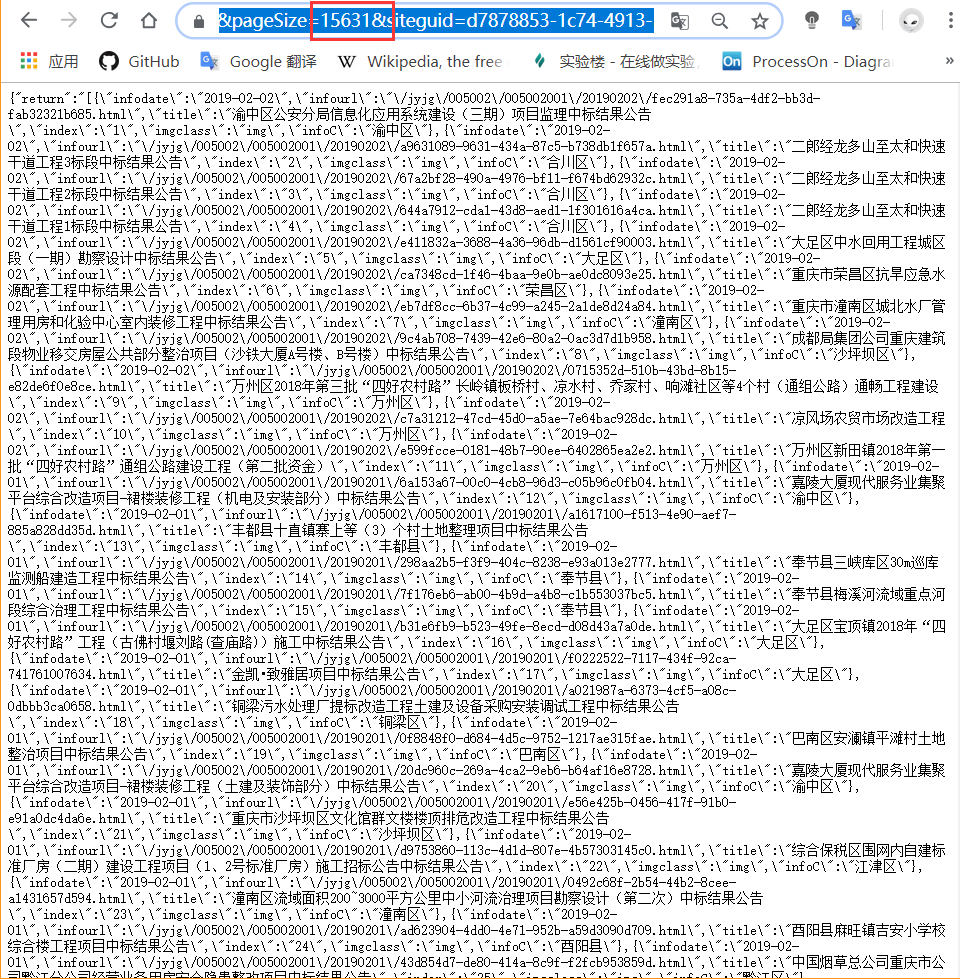 &pageSize=15631&siteguid=d7878853-1c74-4913-
应用 GitHub Google 翻译 Wikipedia, the free 实验楼 - 在线做实验 ProcessOn - Diagra »
{"return":"[{\"infodate\":\"2019-02-02\",\"infourl\":\"\/jyjg\/005002\/005002001\/20190202\/fec291a8-735a-4df2-bb3d-
fab32321b685.html\",\"title\":\"渝中区公安分局信息化应用系统建设（三期）项目监理中标结果公告
\",\"index\":\"1\",\"imgclass\":\"img\",\"infoC\":\"渝中区\"},{\"infodate\":\"2019-02-
02\",\"infourl\":\"\/jyjg\/005002\/005002001\/20190202\/a9631089-9631-434a-87c5-b738db1f657a.html\",\"title\":\"二郎经龙多山至太和快速
干道工程3标段中标结果公告\",\"index\":\"2\",\"imgclass\":\"img\",\"infoC\":\"合川区\"},{\"infodate\":\"2019-02-
02\",\"infourl\":\"\/jyjg\/005002\/005002001\/20190202\/67a2bf28-490a-4976-bf11-f674bd62932c.html\",\"title\":\"二郎经龙多山至太和快速
干道工程2标段中标结果公告\",\"index\":\"3\",\"imgclass\":\"img\",\"infoC\":\"合川区\"},{\"infodate\":\"2019-02-
02\",\"infourl\":\"\/jyjg\/005002\/005002001\/20190202\/644a7912-cda1-43d8-aed1-1f301616a4ca.html\",\"title\":\"二郎经龙多山至太和快速
干道工程1标段中标结果公告\",\"index\":\"4\",\"imgclass\":\"img\",\"infoC\":\"合川区\"},{\"infodate\":\"2019-02-
02\",\"infourl\":\"\/jyjg\/005002\/005002001\/20190202\/e411832a-3688-4a36-96db-d1561cf90003.html\",\"title\":\"大足区中水回用工程城区
段（一期）勘察设计中标结果公告\",\"index\":\"5\",\"imgclass\":\"img\",\"infoC\":\"大足区\"},{\"infodate\":\"2019-02-
02\",\"infourl\":\"\/jyjg\/005002\/005002001\/20190202\/ca7348cd-1f46-4baa-9e0b-ae0dc8093e25.html\",\"title\":\"重庆市荣昌区抗旱应急水
源配套工程中标结果公告\",\"index\":\"6\",\"imgclass\":\"img\",\"infoC\":\"荣昌区\"},{\"infodate\":\"2019-02-
02\",\"infourl\":\"\/jyjg\/005002\/005002001\/20190202\/eb7df8cc-6b37-4c99-a245-2a1de8d24a84.html\",\"title\":\"重庆市潼南区城北水厂管
理用房和化验中心室内装修工程中标结果公告\",\"index\":\"7\",\"imgclass\":\"img\",\"infoC\":\"潼南区\"},{\"infodate\":\"2019-02-
02\",\"infourl\":\"\/jyjg\/005002\/005002001\/20190202\/9c4ab708-7439-42e6-80a2-0ac3d7d1b958.html\",\"title\":\"成都局集团公司重庆建筑
段物业移交房屋公共部分整治项目（沙铁大厦A号楼、B号楼）中标结果公告\",\"index\":\"8\",\"imgclass\":\"img\",\"infoC\":\"沙坪坝区\"},
{\"infodate\":\"2019-02-02\",\"infourl\":\"\/jyjg\/005002\/005002001\/20190202\/0715352d-510b-43bd-8b15-
e82de6f0e8ce.html\",\"title\":\"万州区2018年第三批“四好农村路”长岭镇板桥村、凉水村、乔家村、响滩社区等4个村（通组公路）通畅工程建设
\",\"index\":\"9\",\"imgclass\":\"img\",\"infoC\":\"万州区\"},{\"infodate\":\"2019-02-
02\",\"infourl\":\"\/jyjg\/005002\/005002001\/20190202\/c7a31212-47cd-45d0-a5ae-7e64bac928dc.html\",\"title\":\"凉风场农贸市场改造工程
\",\"index\":\"10\",\"imgclass\":\"img\",\"infoC\":\"万州区\"},{\"infodate\":\"2019-02-
02\",\"infourl\":\"\/jyjg\/005002\/005002001\/20190202\/e599fcce-0181-48b7-90ee-6402865ea2e2.html\",\"title\":\"万州区新田镇2018年第一
批“四好农村路”通组公路建设工程（第二批资金）\",\"index\":\"11\",\"imgclass\":\"img\",\"infoC\":\"万州区\"},{\"infodate\":\"2019-02-
01\",\"infourl\":\"\/jyjg\/005002\/005002001\/20190201\/6a153a67-00c0-4cb8-96d3-c05b96c0fb04.html\",\"title\":\"嘉陵大厦现代服务业集聚
平台综合改造项目-裙楼装修工程（机电及安装部分）中标结果公告\",\"index\":\"12\",\"imgclass\":\"img\",\"infoC\":\"渝中区\"},
{\"infodate\":\"2019-02-01\",\"infourl\":\"\/jyjg\/005002\/005002001\/20190201\/a1617100-f513-4e90-aef7-
885a828dd35d.html\",\"title\":\"丰都县十直镇寨上等（3）个村土地整理项目中标结果公告
\",\"index\":\"13\",\"imgclass\":\"img\",\"infoC\":\"丰都县\"},{\"infodate\":\"2019-02-
01\",\"infourl\":\"\/jyjg\/005002\/005002001\/20190201\/298aa2b5-f3f9-404c-8238-e93a013e2777.html\",\"title\":\"奉节县三峡库区30m巡库
监测船建造工程中标结果公告\",\"index\":\"14\",\"imgclass\":\"img\",\"infoC\":\"奉节县\"},{\"infodate\":\"2019-02-
01\",\"infourl\":\"\/jyjg\/005002\/005002001\/20190201\/7f176eb6-ab00-4b9d-a4b8-c1b553037bc5.html\",\"title\":\"奉节县梅溪河流域重点河
段综合治理工程中标结果公告\",\"index\":\"15\",\"imgclass\":\"img\",\"infoC\":\"奉节县\"},{\"infodate\":\"2019-02-
01\",\"infourl\":\"\/jyjg\/005002\/005002001\/20190201\/b31e6fb9-b523-49fe-8ecd-d08d43a7a0de.html\",\"title\":\"大足区宝顶镇2018年“四
好农村路”工程（古佛村堰刘路(查庙路））施工中标结果公告\",\"index\":\"16\",\"imgclass\":\"img\",\"infoC\":\"大足区\"},
{\"infodate\":\"2019-02-01\",\"infourl\":\"\/jyjg\/005002\/005002001\/20190201\/f0222522-7117-434f-92ca-
741761007634.html\",\"title\":\"金凯•致雅居项目中标结果公告\",\"index\":\"17\",\"imgclass\":\"img\",\"infoC\":\"大足区\"},
{\"infodate\":\"2019-02-01\",\"infourl\":\"\/jyjg\/005002\/005002001\/20190201\/a021987a-6373-4cf5-a08c-
0dbbb3ca0658.html\",\"title\":\"铜梁污水处理厂提标改造工程土建及设备采购安装调试工程中标结果公告
\",\"index\":\"18\",\"imgclass\":\"img\",\"infoC\":\"铜梁区\"},{\"infodate\":\"2019-02-
01\",\"infourl\":\"\/jyjg\/005002\/005002001\/20190201\/0f8848f0-d684-4d5c-9752-1217ae315fae.html\",\"title\":\"巴南区安澜镇平滩村土地
整治项目中标结果公告\",\"index\":\"19\",\"imgclass\":\"img\",\"infoC\":\"巴南区\"},{\"infodate\":\"2019-02-
01\",\"infourl\":\"\/jyjg\/005002\/005002001\/20190201\/20dc960c-269a-4ca2-9eb6-b64af16e8728.html\",\"title\":\"嘉陵大厦现代服务业集聚
平台综合改造项目-裙楼装修工程（土建及装饰部分）中标结果公告\",\"index\":\"20\",\"imgclass\":\"img\",\"infoC\":\"渝中区\"},
{\"infodate\":\"2019-02-01\",\"infourl\":\"\/jyjg\/005002\/005002001\/20190201\/e56e425b-0456-417f-91b0-
e91a0dc4da6e.html\",\"title\":\"重庆市沙坪坝区文化馆群文楼楼顶排危改造工程中标结果公告
\",\"index\":\"21\",\"imgclass\":\"img\",\"infoC\":\"沙坪坝区\"},{\"infodate\":\"2019-02-
01\",\"infourl\":\"\/jyjg\/005002\/005002001\/20190201\/d9753860-113c-4d1d-807e-4b57303145c0.html\",\"title\":\"综合保税区围网内自建标
准厂房（二期）建设工程项目（1、2号标准厂房）施工招标公告中标结果公告\",\"index\":\"22\",\"imgclass\":\"img\",\"infoC\":\"江津区\"},
{\"infodate\":\"2019-02-01\",\"infourl\":\"\/jyjg\/005002\/005002001\/20190201\/0492c68f-2b54-44b2-8cee-
a1431657d594.html\",\"title\":\"潼南区流域面积200~3000平方公里中小河流治理项目勘察设计（第二次）中标结果公告
\",\"index\":\"23\",\"imgclass\":\"img\",\"infoC\":\"潼南区\"},{\"infodate\":\"2019-02-
01\",\"infourl\":\"\/jyjg\/005002\/005002001\/20190201\/ad623904-4dd0-4e71-952b-a59d3090d709.html\",\"title\":\"酉阳县麻旺镇吉安小学校
综合楼工程项目中标结果公告\",\"index\":\"24\",\"imgclass\":\"img\",\"infoC\":\"酉阳县\"},{\"infodate\":\"2019-02-
01\",\"infourl\":\"\/jyjg\/005002\/005002001\/20190201\/43d854d7-de80-414a-8c9f-f2fcb953859d.html\",\"title\":\"中国烟草总公司重庆市公